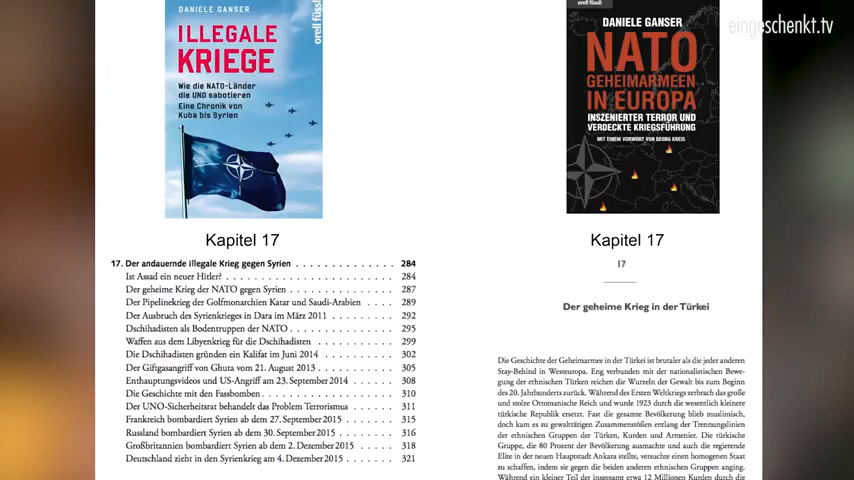 eingeschenkt.tv
DANIELE GANSER
ILLEGALE
KRIEGE
Wie die NATO-Länder
die UNO sabotieren
Eine Chronik von
Kuba bis Syrien
orell füssli
Kapitel 17
17. Der andauernde illegale Krieg gegen Syrien . . . . . . . . . . . . . . 284
Ist Assad ein neuer Hitler? . . . . . . . . . . . . . . . . . . . . . . . 284
Der geheime Krieg der NATO gegen Syrien . . . . . . . . . . . . . . . 287
Der Pipelinekrieg der Golfmonarchien Katar und Saudi-Arabien . . . . 289
Der Ausbruch des Syrienkrieges in Dara im März 2011 . . . . . . . . . 292
Dschihadisten als Bodentruppen der NATO . . . . . . . . . . . . . . . 295
Waffen aus dem Libyenkrieg für die Dschihadisten . . . . . . . . . . . 299
Die Dschihadisten gründen ein Kalifat im Juni 2014 . . . . . . . . . . 302
Der Giftgasangriff von Ghuta vom 21. August 2013 . . . . . . . . . . . 305
Enthauptungsvideos und US-Angriff am 23. September 2014 . . . . . . 308
Die Geschichte mit den Fassbomben . . . . . . . . . . . . . . . . . . 310
Der UNO-Sicherheitsrat behandelt das Problem Terrorismus . . . . . . 311
Frankreich bombardiert Syrien ab dem 27. September 2015 . . . . . . . 315
Russland bombardiert Syrien ab dem 30. September 2015 . . . . . . . . 316
Großbritannien bombardiert Syrien ab dem 2. Dezember 2015 . . . . . 318
Deutschland zieht in den Syrienkrieg am 4. Dezember 2015 . . . . . . . 321
orell füssli
DANIELE GANSER
NATO
GEHEIMARMEEN
IN EUROPA
INSZENIERTER TERROR UND
VERDECKTE KRIEGSFÜHRUNG
MIT EINEM VORWORT VON GEORG KREIS
Kapitel 17
17
Der geheime Krieg in der Türkei
Die Geschichte der Geheimarmee in der Türkei ist brutaler als die jeder anderen
Stay-Behind in Westeuropa. Eng verbunden mit der nationalistischen Bewe-
gung der ethnischen Türken reichen die Wurzeln der Gewalt bis zum Beginn
des 20. Jahrhunderts zurück. Während des Ersten Weltkriegs zerbrach das große
und stolze Ottomanische Reich und wurde 1923 durch die wesentlich kleinere
türkische Republik ersetzt. Fast die gesamte Bevölkerung blieb muslimisch,
doch kam es zu gewalttätigen Zusammenstößen entlang der Trennungslinien
der ethnischen Gruppen der Türken, Kurden und Armenier. Die türkische
Gruppe, die 80 Prozent der Bevölkerung ausmachte und auch die regierende
Elite in der neuen Hauptstadt Ankara stellte, versuchte einen homogenen Staat
zu schaffen, indem sie gegen die beiden anderen ethnischen Gruppen anging.
Während ein kleiner Teil der insgesamt etwa 12 Millionen Kurden durch die